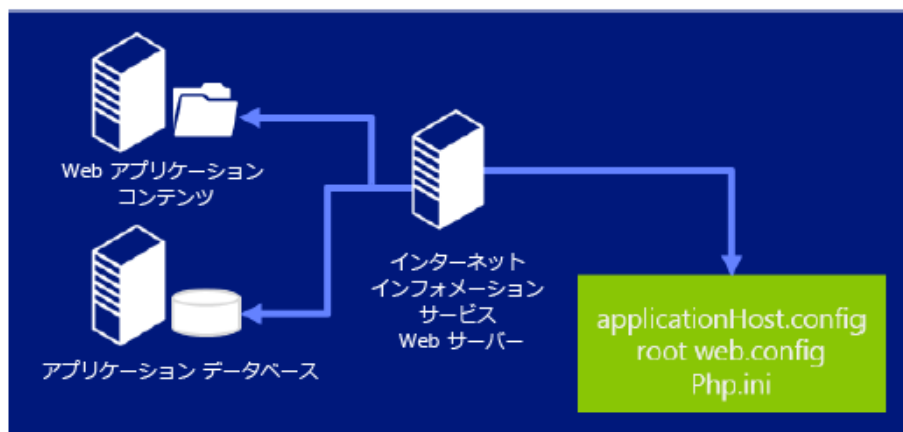 Web アプリケーション
コンテンツ
アプリケーション データベース
インターネット
インフォメーション
サービス
Web サーバー
applicationHost.config
root web.config
Php.ini